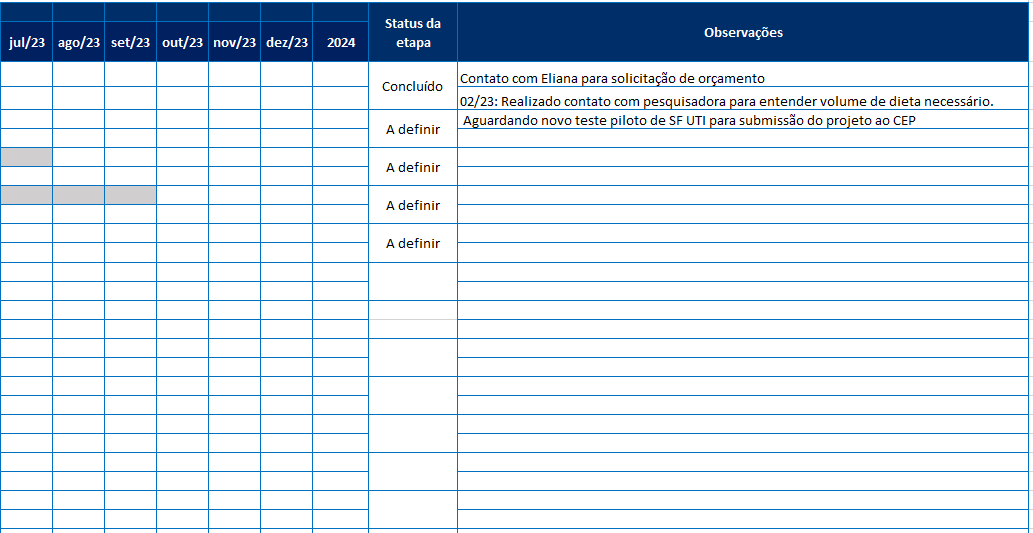 jul/23 ago/23 set/23 out/23 nov/23 dez/23 2024 Status da etapa Observações
Concluído Contato com Eliana para solicitação de orçamento
02/23: Realizado contato com pesquisadora para entender volume de dieta necessário.
A definir Aguardando novo teste piloto de SF UTI para submissão do projeto ao CEP
A definir
A definir
A definir